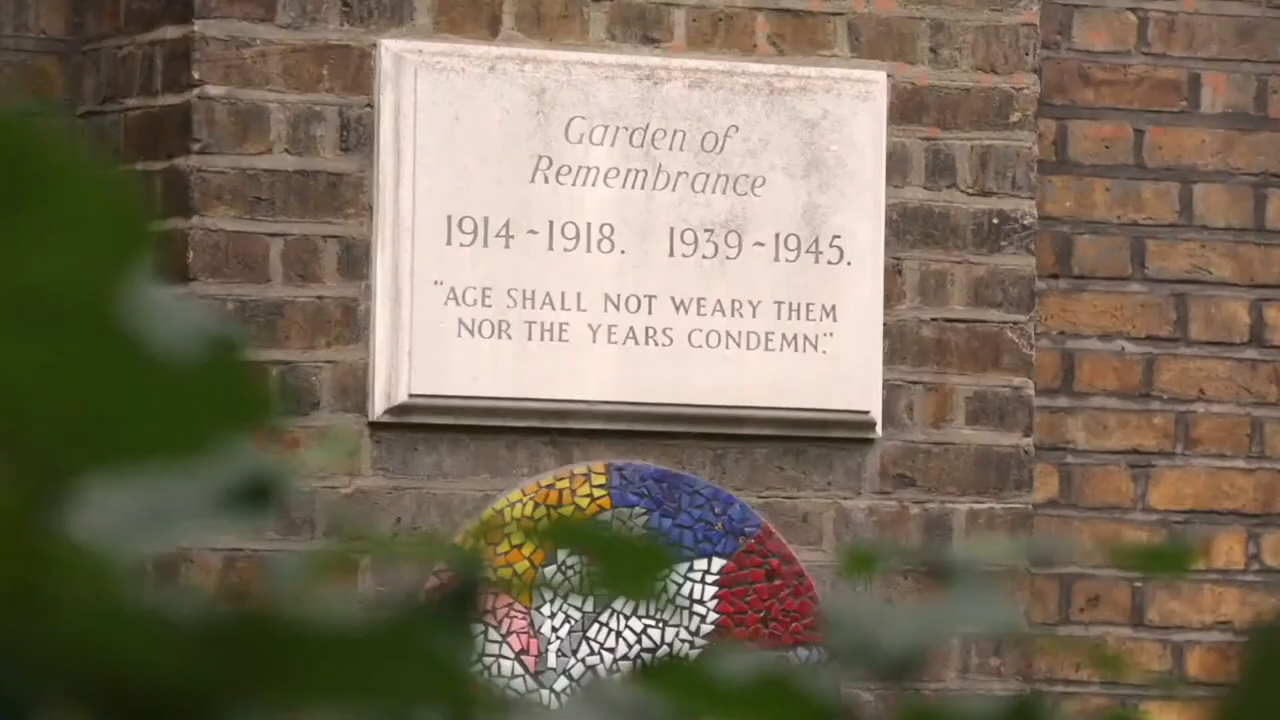 Garden of
Remembrance
1914 ~ 1918. 1939 ~ 1945.
"AGE SHALL NOT WEARY THEM
NOR THE YEARS CONDEMN."